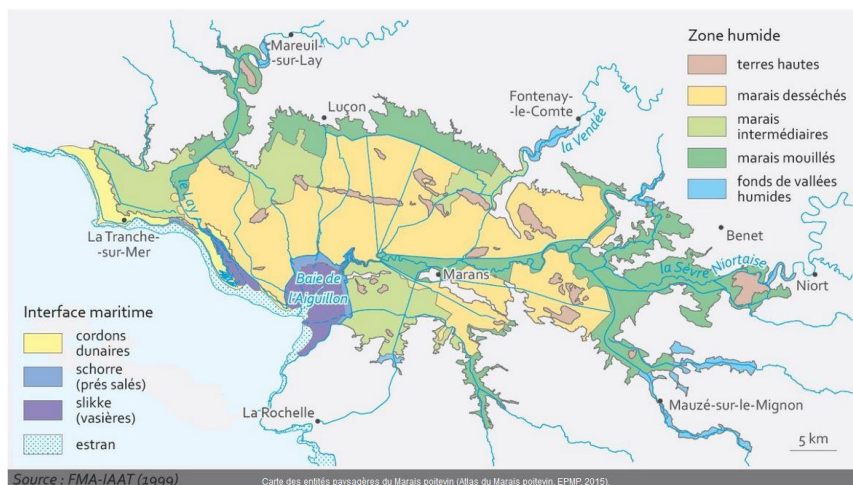 Mareuil-
-sur-Lay
Luçon
Fontenay-
-le-Comte
la Vendée
le Lay
La Tranche-
-sur-Mer
Baie de
l'Aiguillon
Marans
Benet
la Sèvre Niortaise
Niort
La Rochelle
Mauzé-sur-le-Mignon
Zone humide
terres hautes
marais desséchés
marais
intermédiaires
marais mouillés
fonds de vallées
humides
Interface maritime
cordons
dunaires
schorre
(prés salés)
slikke
(vasières)
estran
5 km
Source : FMA-IAAT (1999)
Carte des entités paysagères du Marais poitevin (Atlas du Marais poitevin, EPMP, 2015).